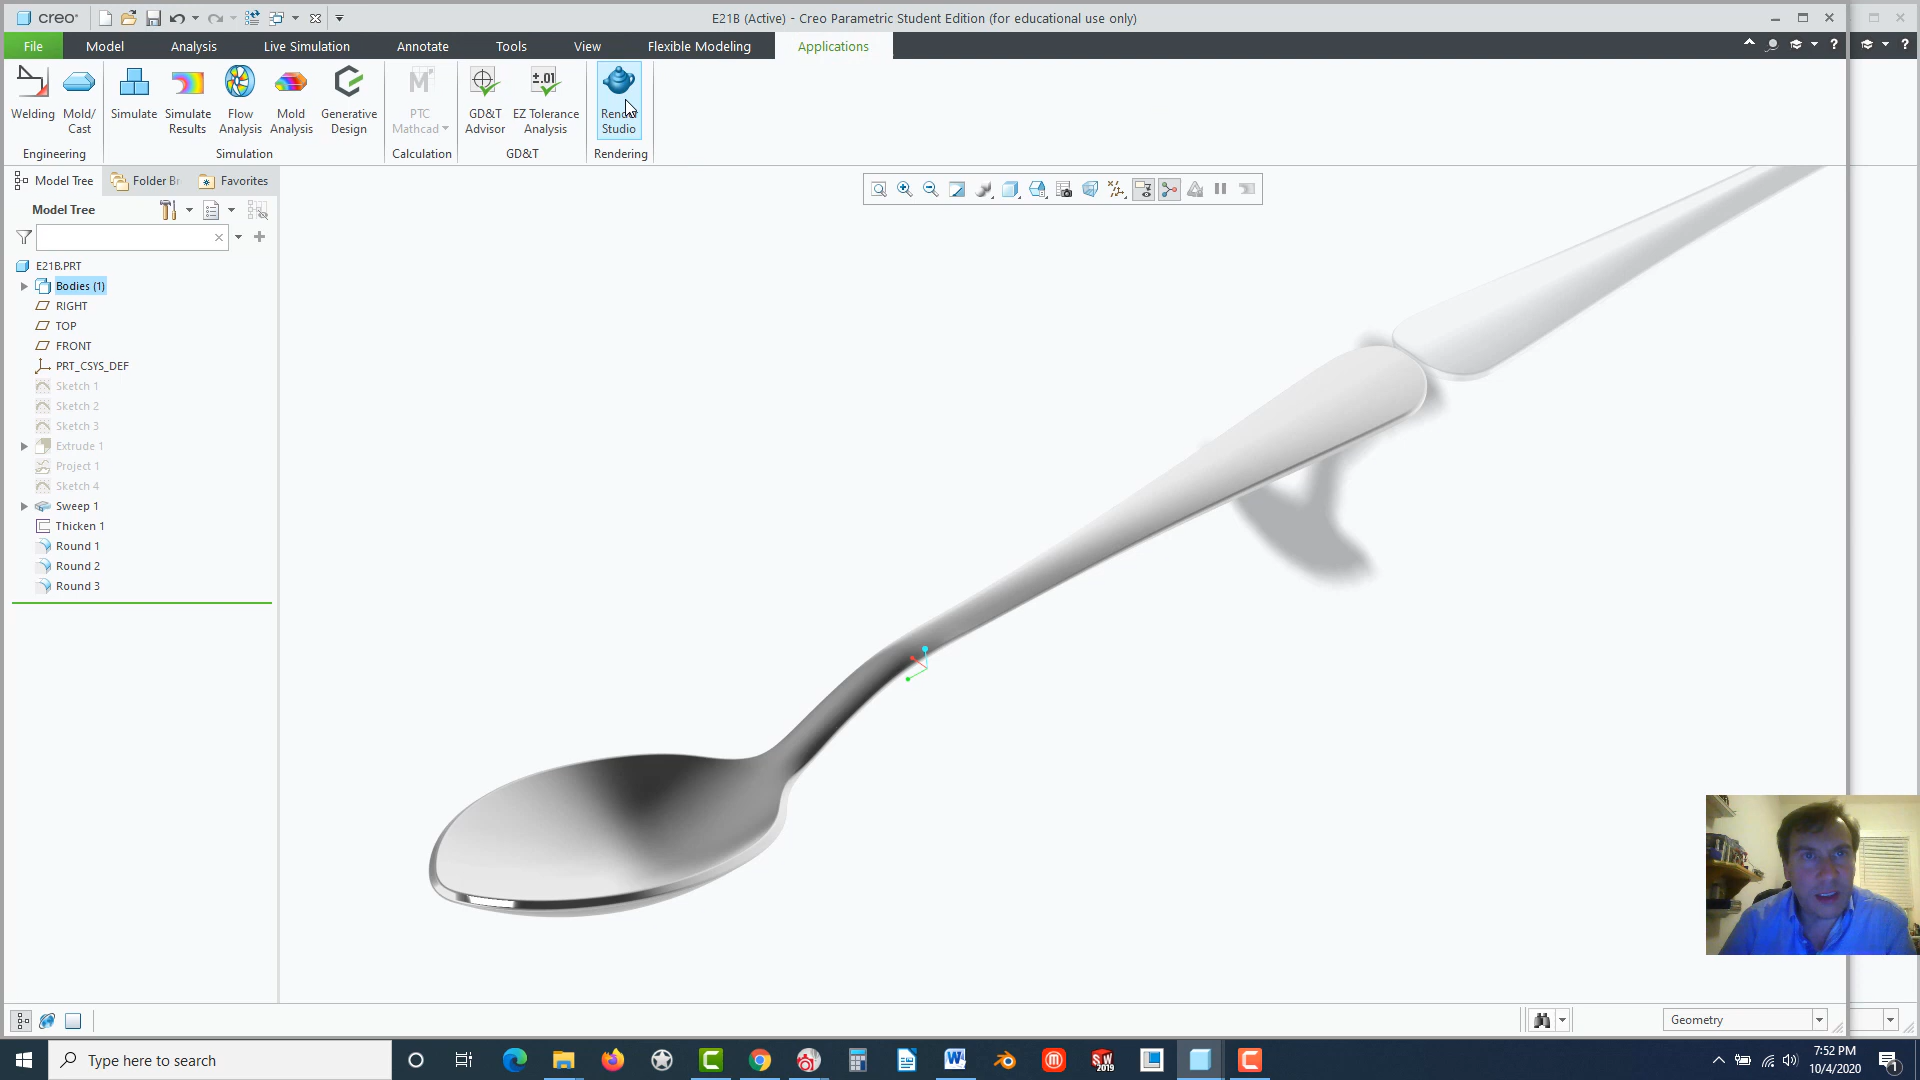 creo
E21B (Active) - Creo Parametric Student Edition (for educational use only)
File Model Analysis Live Simulation Annotate Tools View Flexible Modeling Applications
Welding
Mold/
Cast
Simulate
Simulate
Results
Flow
Analysis
Mold
Analysis
Generative
Design
PTC
Mathcad
GD&T
Advisor
±.01
EZ Tolerance
Analysis
Studio
Engineering Simulation Calculation GD&T Rendering
Model Tree Folder Br Favorites
Model Tree
E21B.PRT
Bodies (1)
RIGHT
TOP
FRONT
PRT_CSYS_DEF
Sketch 1
Sketch 2
Sketch 3
Extrude 1
Project 1
Sketch 4
Sweep 1
Thicken 1
Round 1
Round 2
Round 3
Geometry
Type here to search
7:52 PM
10/4/2020